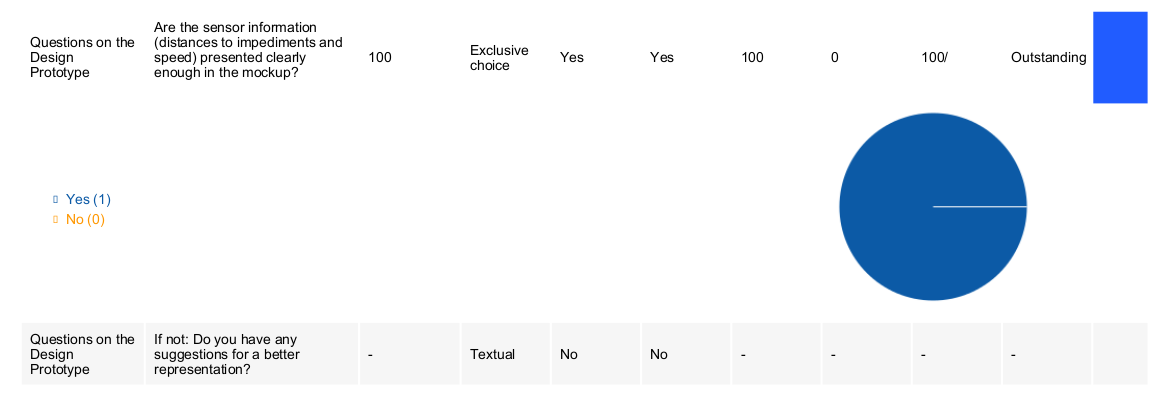 Questions on the
Design
Prototype
Are the sensor information
(distances to impediments and
speed) presented clearly
enough in the mockup?
100
Exclusive
choice
Yes
Yes
100
0
100/
Outstanding
Yes (1)
No (0)
Questions on the
Design
Prototype
If not: Do you have any
suggestions for a better
representation?
-
Textual
No
No
-
-
-
-